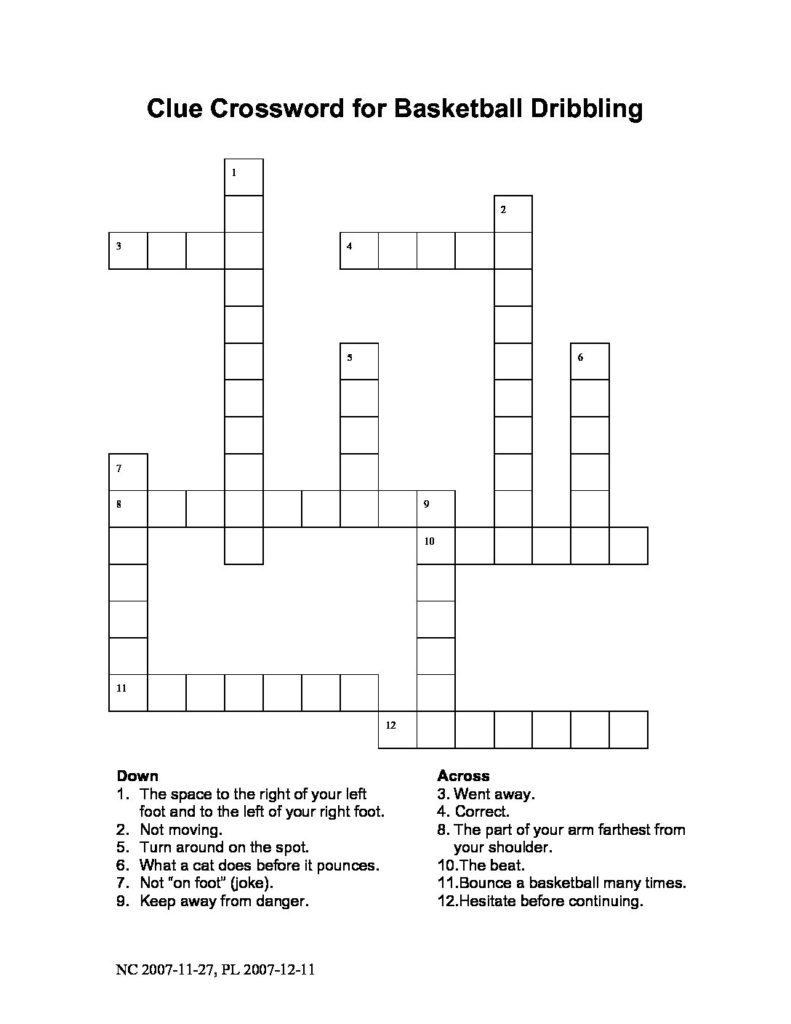 Clue Crossword for Basketball Dribbling
1
2
3 4
5 6
7
8 9
10
11
12
Down
1. The space to the right of your left
foot and to the left of your right foot.
2. Not moving.
5. Turn around on the spot.
6. What a cat does before it pounces.
7. Not “on foot” (joke).
9. Keep away from danger.
Across
3. Went away.
4. Correct.
8. The part of your arm farthest from
your shoulder.
10.The beat.
11.Bounce a basketball many times.
12.Hesitate before continuing.
NC 2007-11-27, PL 2007-12-11